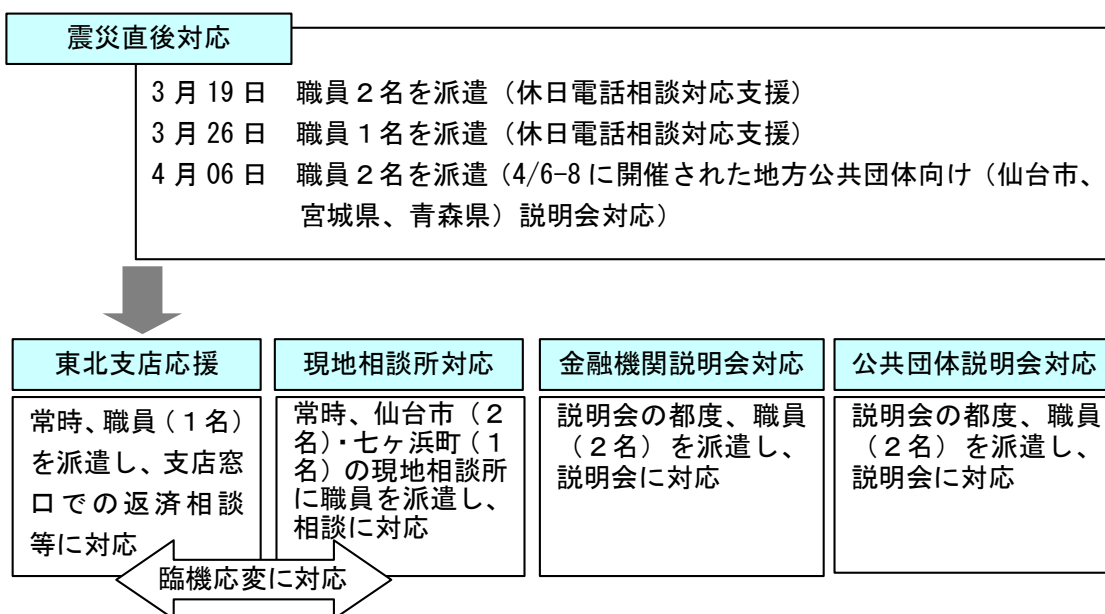 震災直後対応
3月19日 職員２名を派遣（休日電話相談対応支援）
3月26日 職員１名を派遣（休日電話相談対応支援）
4月06日 職員２名を派遣（4/6-8に開催された地方公共団体向け（仙台市、
宮城県、青森県）説明会対応）
東北支店応援
常時、職員（１名）
を派遣し、支店窓
口での返済相談
等に対応
現地相談所対応
常時、仙台市（２
名）・七ヶ浜町（１
名）の現地相談所
に職員を派遣し、
相談に対応
金融機関説明会対応
説明会の都度、職員
（２名）を派遣し、
説明会に対応
公共団体説明会対応
説明会の都度、職員
（２名）を派遣し、
説明会に対応
臨機応変に対応